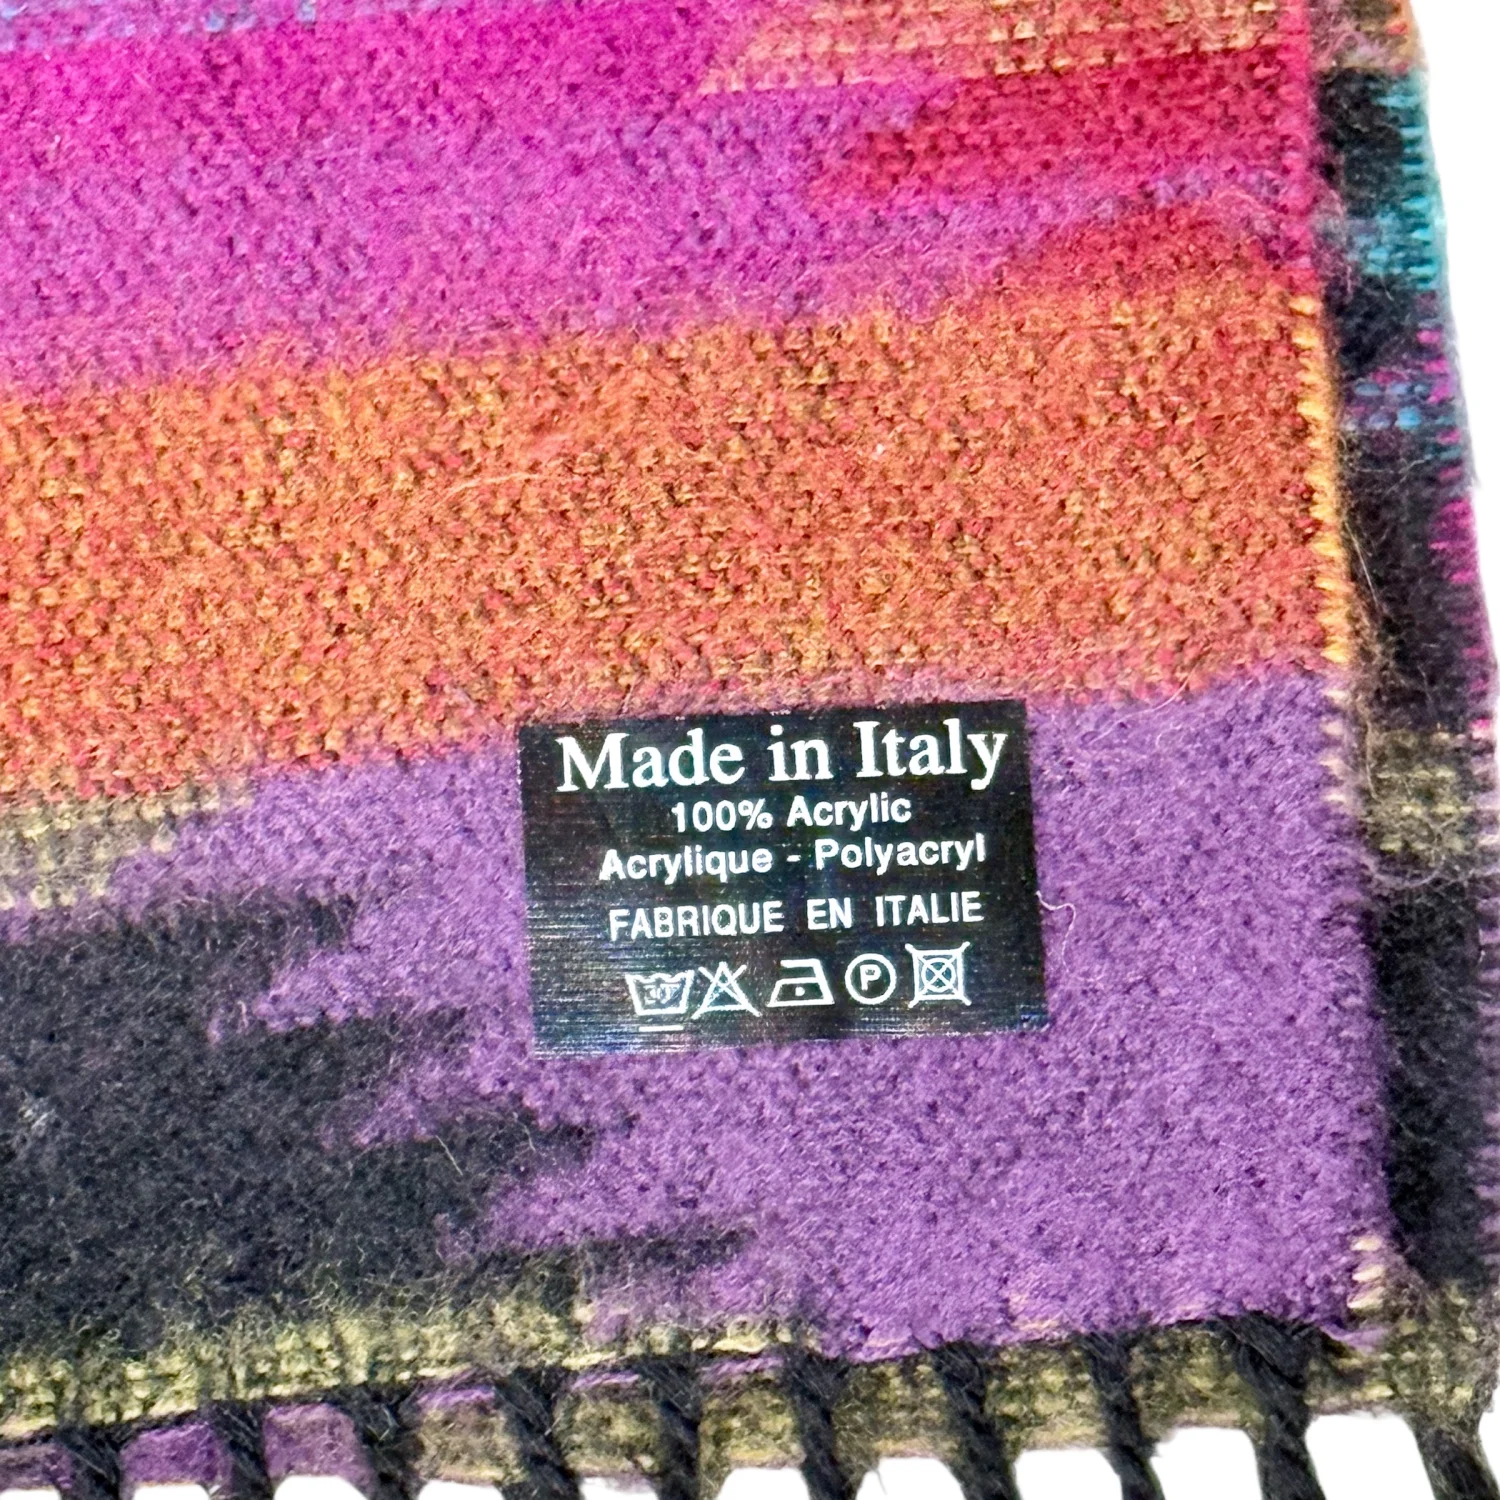 Made in Italy
100% Acrylic
Acrylique - Polyacryl
FABRIQUE EN ITALIE
P